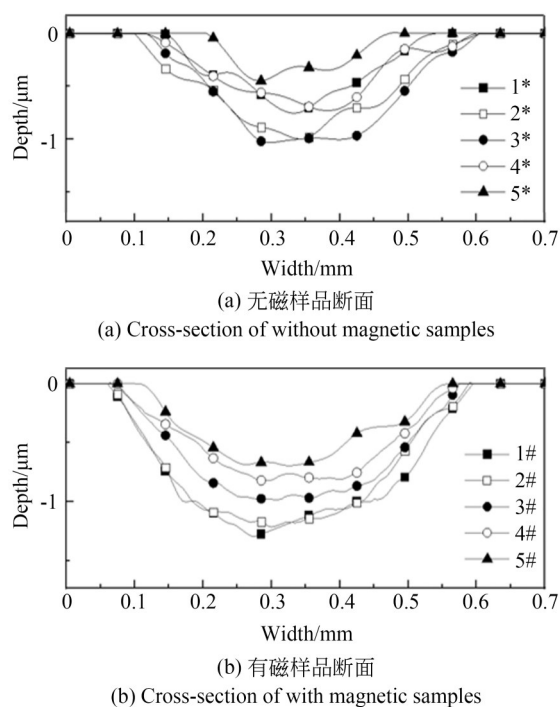 0
-1
Depth/μm
1*
2*
3*
4*
5*
0 0.1 0.2 0.3 0.4 0.5 0.6 0.7
Width/mm
(a) 无磁样品断面
(a) Cross-section of without magnetic samples
0
-1
Depth/μm
1#
2#
3#
4#
5#
0 0.1 0.2 0.3 0.4 0.5 0.6 0.7
Width/mm
(b) 有磁样品断面
(b) Cross-section of with magnetic samples